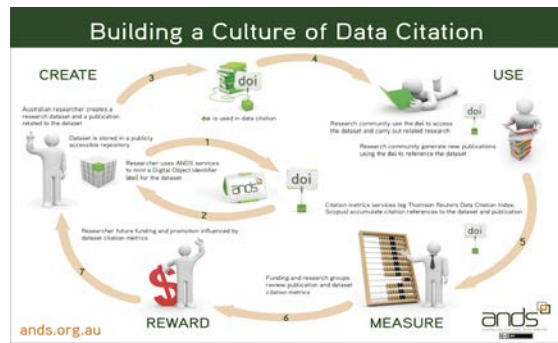 Building a Culture of Data Citation
CREATE
3
doi
4
USE
Australian researcher creates a
research dataset and a publication
related to the dataset
doi is used in data citation
doi
Research community use the doi to access
the dataset and carry out related research
Dataset is stored in a publicly
accessible repository
1
Research community generate new publications
using the doi to reference the dataset
Researcher uses ANDS services
to mint a Digital Object Identifier
(doi) for the dataset
ands
doi
2
Citation metrics services (eg Thomson Reuters Data Citation Index,
Scopus) accumulate citation references to the dataset and publication
doi
Researcher future funding and promotion influenced by
dataset citation metrics
5
7
Funding and research groups
review publication and dataset
citation metrics
6
ands.org.au
REWARD
MEASURE
ands